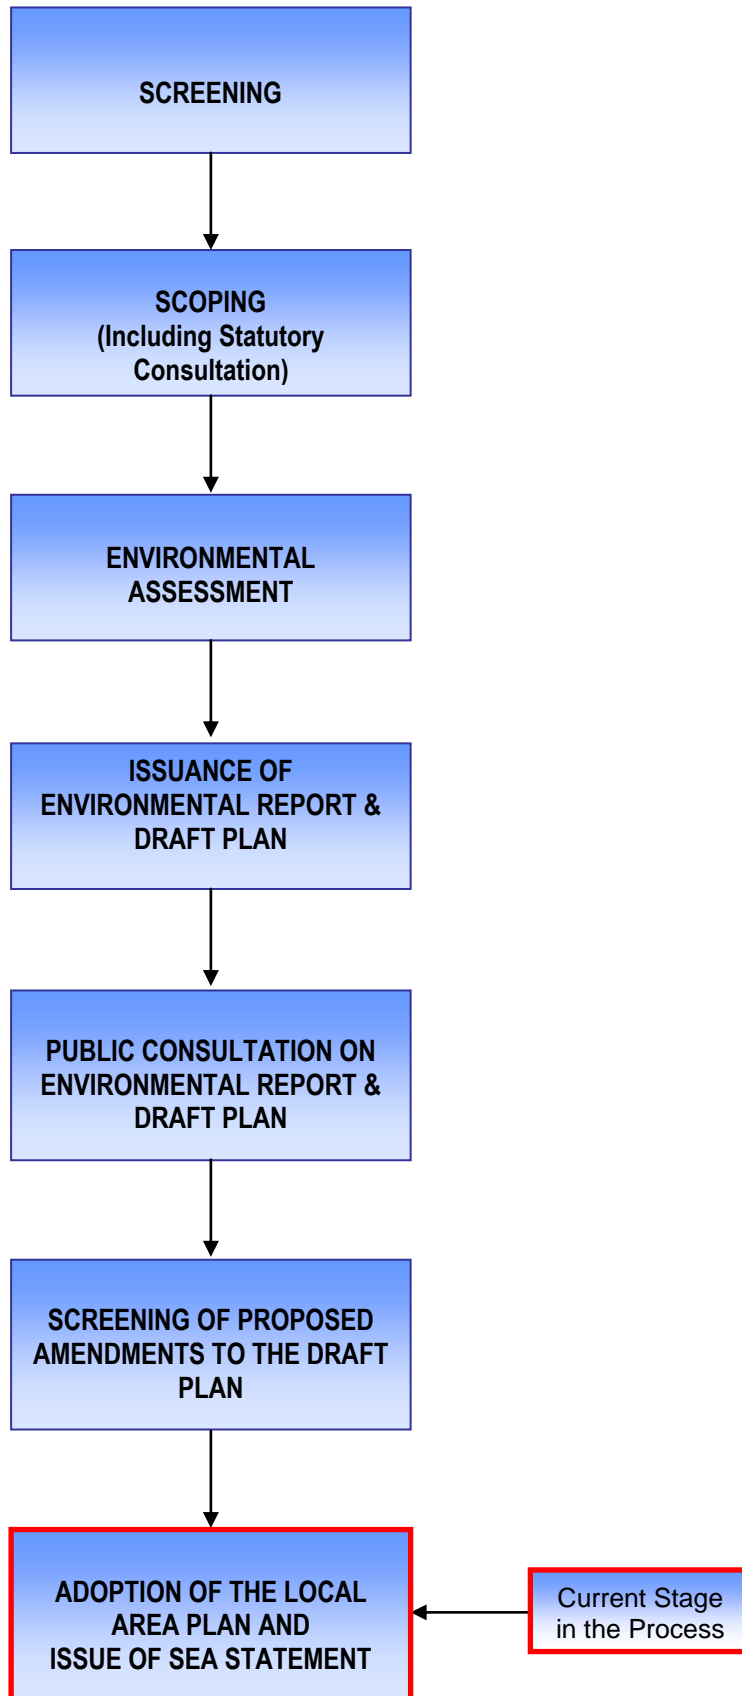 SCREENING
SCOPING
(Including Statutory
Consultation)
ENVIRONMENTAL
ASSESSMENT
ISSUANCE OF
ENVIRONMENTAL REPORT &
DRAFT PLAN
PUBLIC CONSULTATION ON
ENVIRONMENTAL REPORT &
DRAFT PLAN
SCREENING OF PROPOSED
AMENDMENTS TO THE DRAFT
PLAN
ADOPTION OF THE LOCAL
AREA PLAN AND
ISSUE OF SEA STATEMENT
Current Stage
in the Process